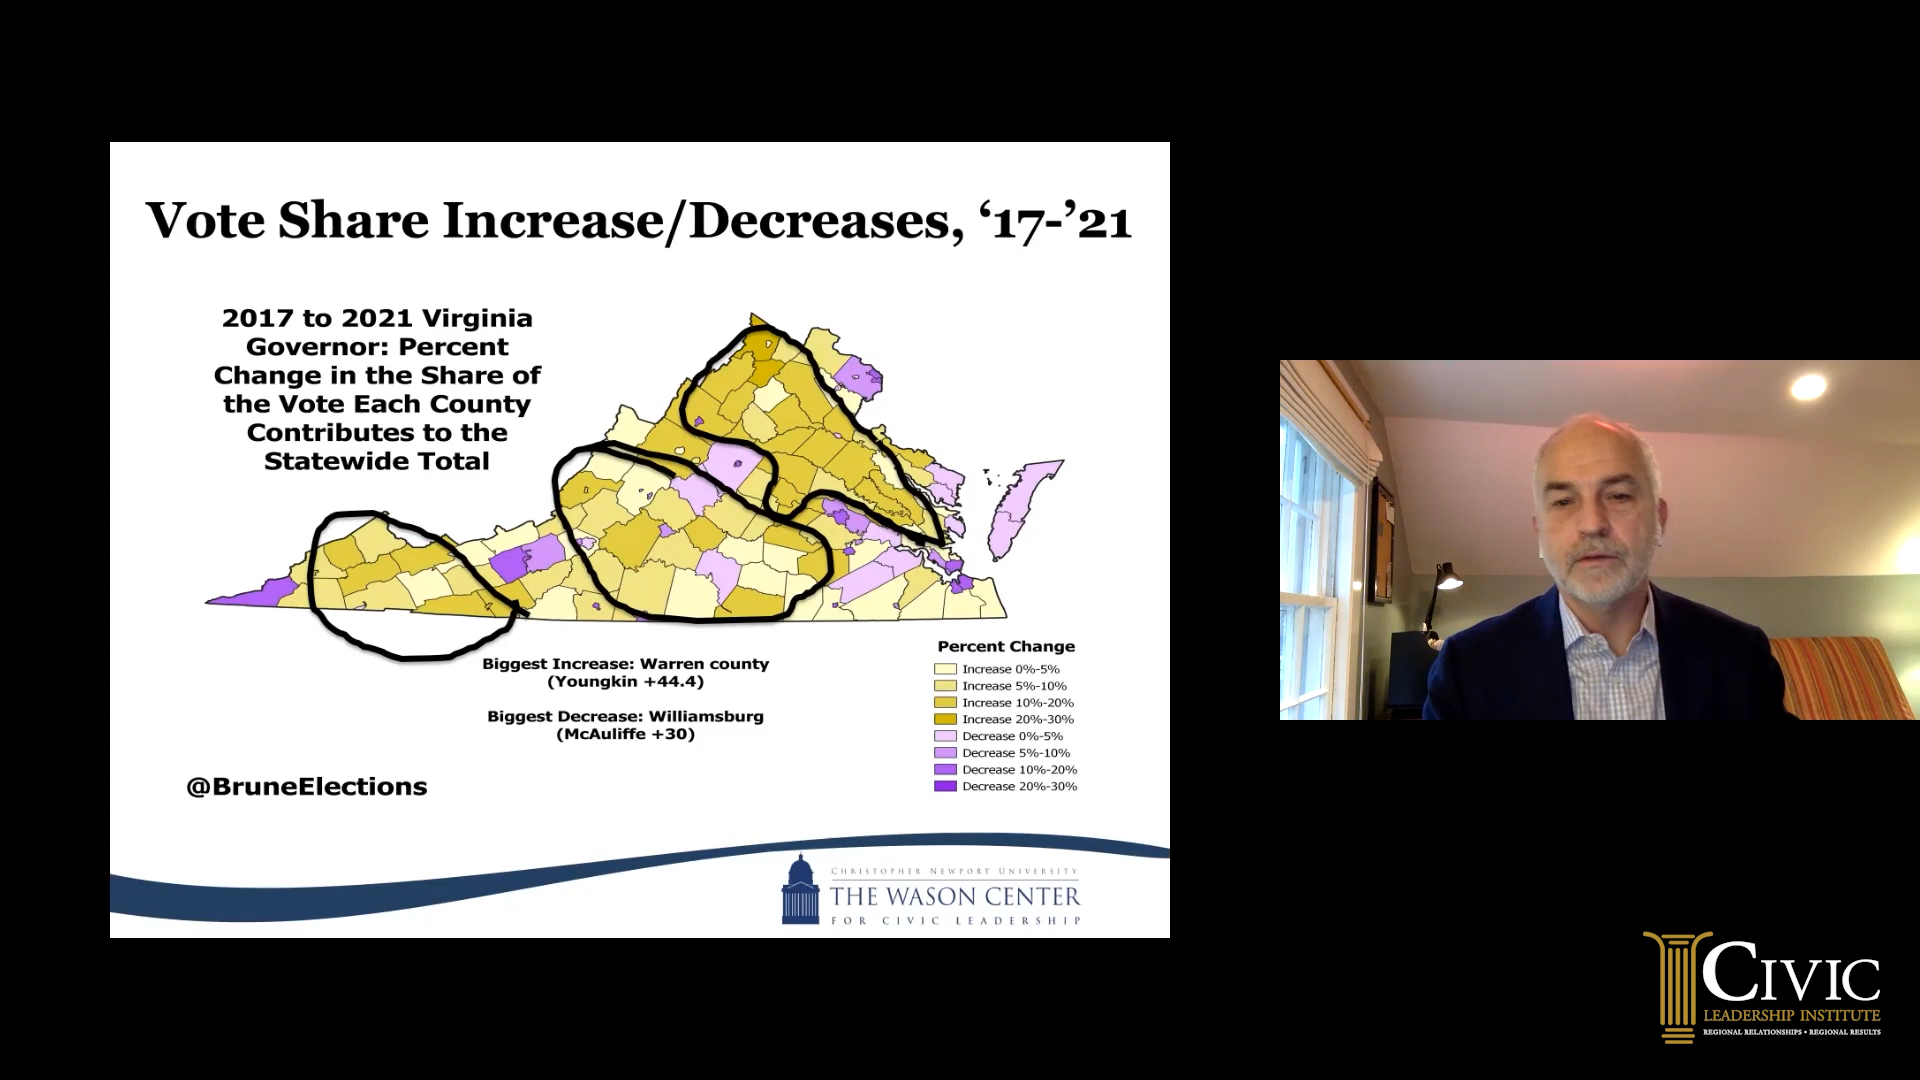 Vote Share Increase/Decreases, ‘17-’21
2017 to 2021 Virginia
Governor: Percent
Change in the Share of
the Vote Each County
Contributes to the
Statewide Total
Biggest Increase: Warren county
(Youngkin +44.4)
Biggest Decrease: Williamsburg
(McAuliffe +30)
Percent Change
Increase 0%-5%
Increase 5%-10%
Increase 10%-20%
Increase 20%-30%
Decrease 0%-5%
Decrease 5%-10%
Decrease 10%-20%
Decrease 20%-30%
@BruneElections
CHRISTOPHER NEWPORT UNIVERSITY
THE WASON CENTER
FOR CIVIC LEADERSHIP
CIVIC
LEADERSHIP INSTITUTE
REGIONAL RELATIONSHIPS • REGIONAL RESULTS